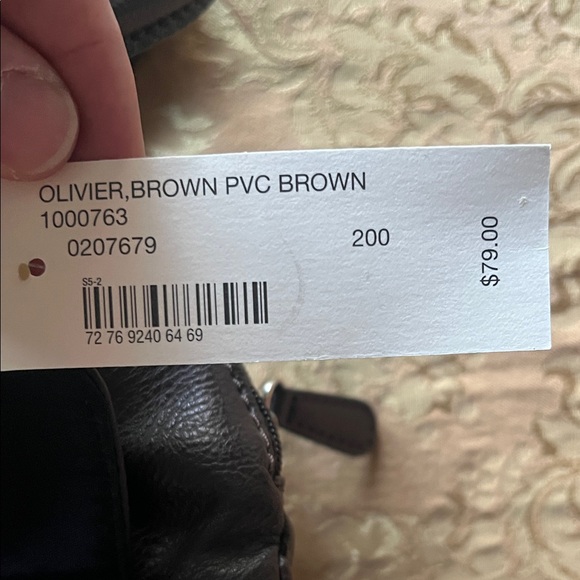 OLIVIER,BROWN PVC BROWN
1000763
0207679 200
$79.00
S5-2
72 76 9240 64 69